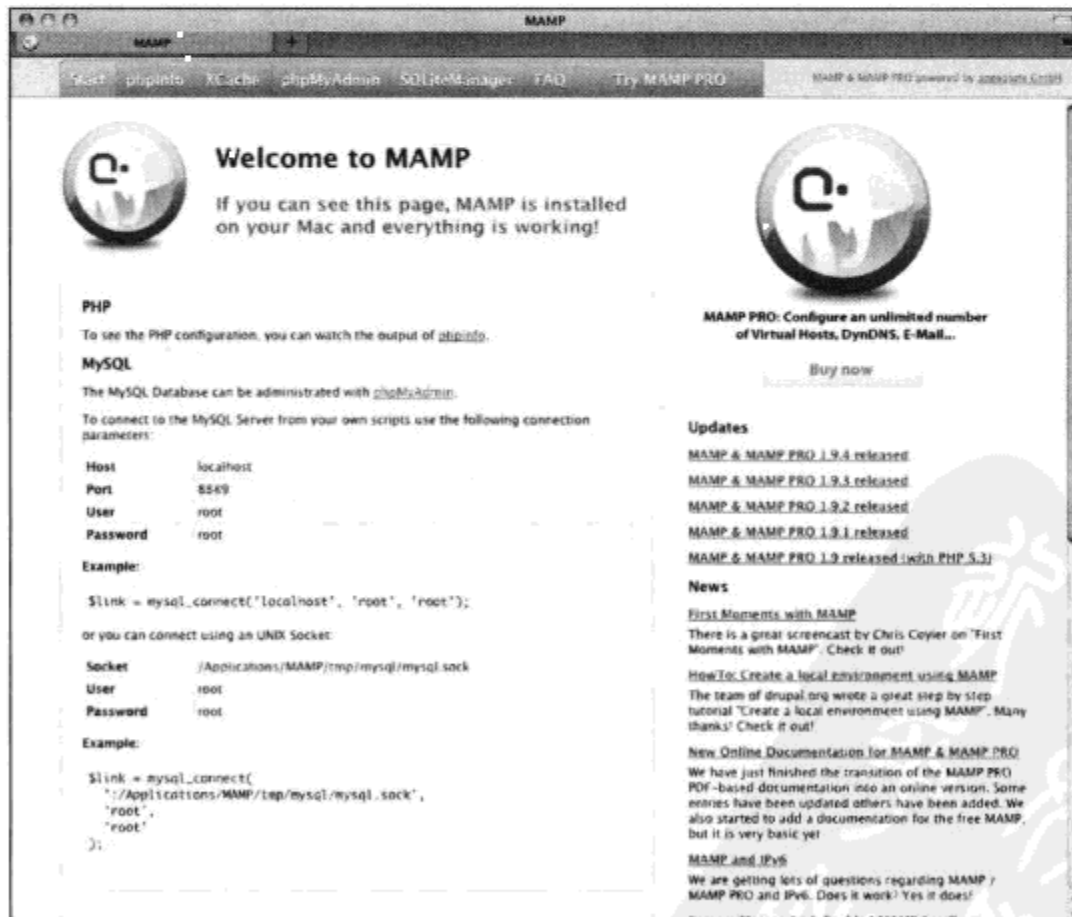 MAMP
MAMP
Start phpInfo XCache phpMyAdmin SQLiteManager FAQ Try MAMP PRO
MAMP & MAMP PRO powered by appsolute GmbH
Welcome to MAMP
If you can see this page, MAMP is installed
on your Mac and everything is working!
PHP
To see the PHP configuration, you can watch the output of phpinfo.
MySQL
The MySQL Database can be administrated with phpMyAdmin.
To connect to the MySQL Server from your own scripts use the following connection
parameters:
Host localhost
Port
User root
Password root
Example:
$link = mysql_connect('localhost', 'root', 'root');
or you can connect using an UNIX Socket:
Socket /Applications/MAMP/tmp/mysql/mysql.sock
User root
Password root
Example:
$link = mysql_connect(
':/Applications/MAMP/tmp/mysql/mysql.sock',
'root',
'root'
);
MAMP PRO: Configure an unlimited number
of Virtual Hosts, DynDNS, E-Mail...
Buy now
Updates
MAMP & MAMP PRO 1.9.4 released
MAMP & MAMP PRO 1.9.3 released
MAMP & MAMP PRO 1.9.2 released
MAMP & MAMP PRO 1.9.1 released
MAMP & MAMP PRO 1.9 released (with PHP 5.3)
News
First Moments with MAMP
There is a great screencast by Chris Coyier on "First
Moments with MAMP". Check it out!
HowTo: Create a local environment using MAMP
The team of drupal.org wrote a great step by step
tutorial "Create a local environment using MAMP". Many
thanks! Check it out!
New Online Documentation for MAMP & MAMP PRO
We have just finished the transition of the MAMP PRO
PDF-based documentation into an online version. Some
entries have been updated others have been added. We
also started to add a documentation for the free MAMP,
but it is very basic yet
MAMP and IPv6
We are getting lots of questions regarding MAMP /
MAMP PRO and IPv6. Does it work? Yes it does!